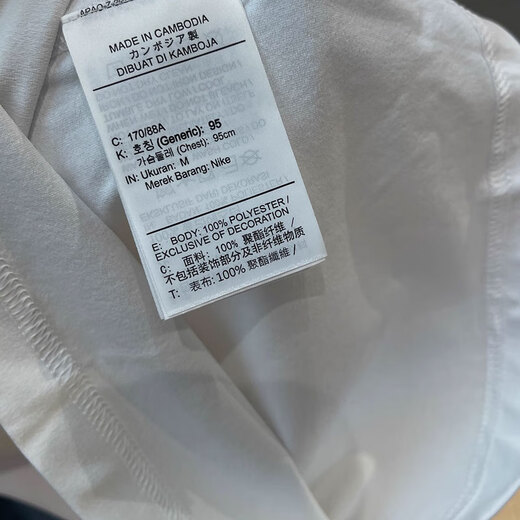 MADE IN CAMBODIA
カンボジア製
DIBUAT DI KAMBOJA
C: 170/88A
K: 호칭 (Generic): 95
가슴둘레 (Chest): 95cm
IN: Ukuran: M
Merek Barang: Nike
E: BODY: 100% POLYESTER /
EXCLUSIVE OF DECORATION
C: 面料: 100% 聚酯纤维 /
不包括装饰部分及非纤维物质
T: 表布: 100% 聚酯纖維 /